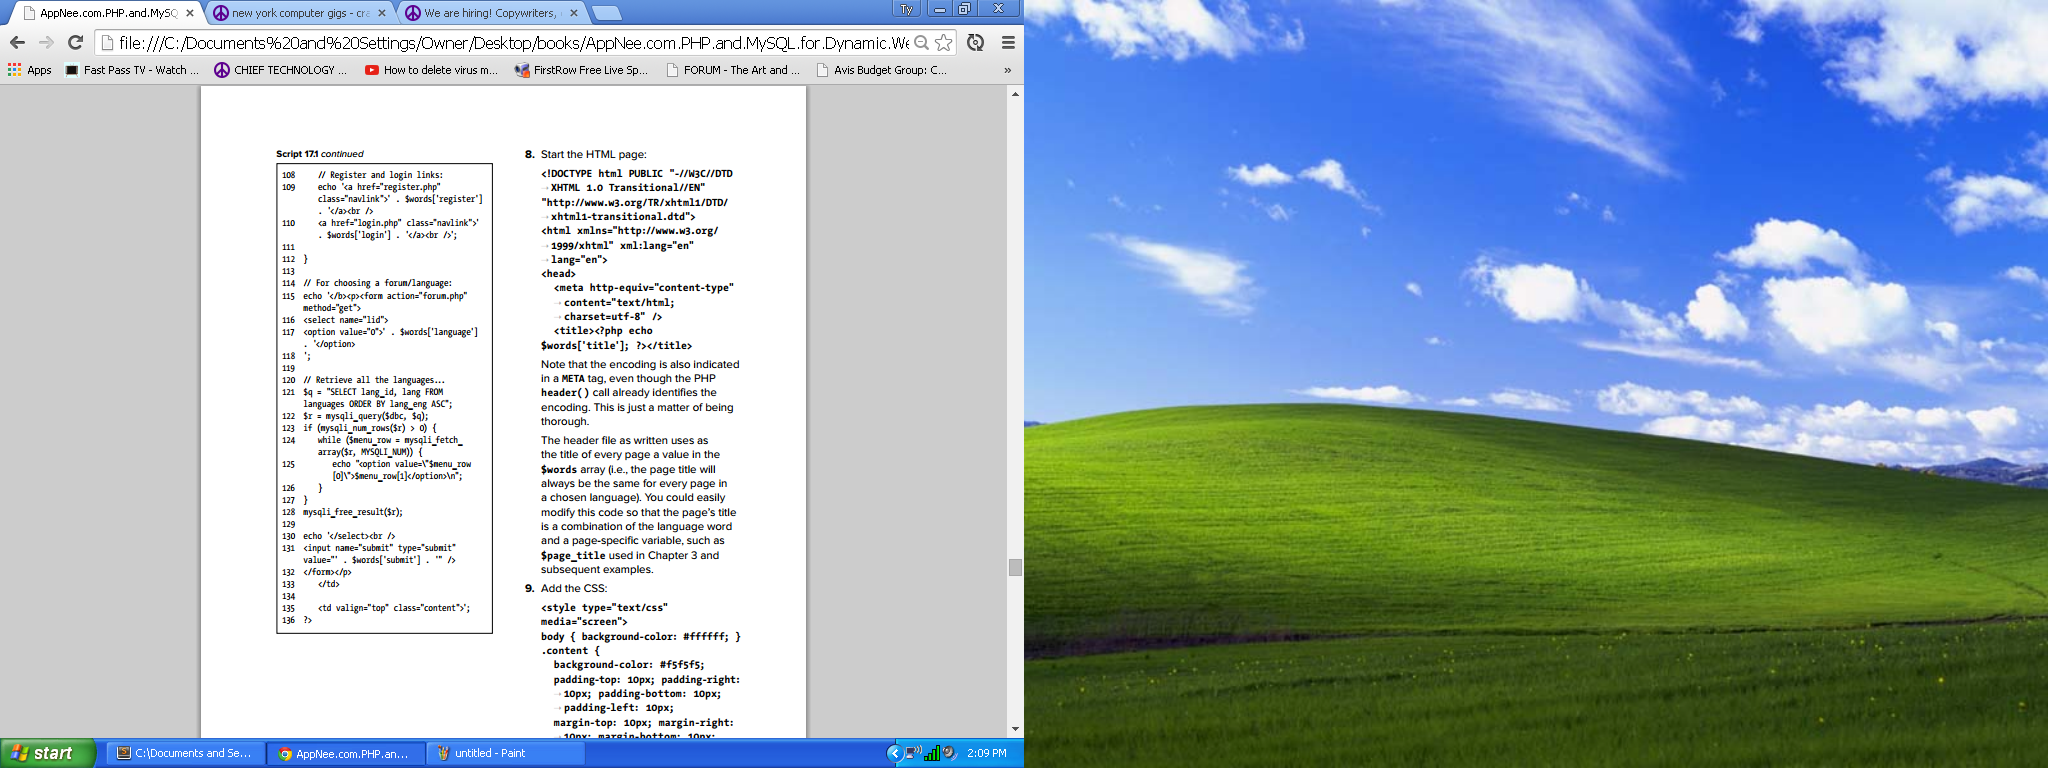 AppNee.com.PHP.and.MySQ
new york computer gigs - cra
We are hiring! Copywriters,
Ty
file:///C:/Documents%20and%20Settings/Owner/Desktop/books/AppNee.com.PHP.and.MySQL.for.Dynamic.We
Apps
Fast Pass TV - Watch ...
CHIEF TECHNOLOGY ...
How to delete virus m...
FirstRow Free Live Sp...
FORUM - The Art and ...
Avis Budget Group: C...
»
Script 17.1 continued
108 // Register and login links:
109 echo '<a href="register.php"
class="navlink">' . $words['register']
. '</a><br />
110 <a href="login.php" class="navlink">'
. $words['login'] . '</a><br />';
111
112 }
113
114 // For choosing a forum/language:
115 echo '</b><p><form action="forum.php"
method="get">
116 <select name="lid">
117 <option value="0">' . $words['language']
. '</option>
118 ';
119
120 // Retrieve all the languages...
121 $q = "SELECT lang_id, lang FROM
languages ORDER BY lang_eng ASC";
122 $r = mysqli_query($dbc, $q);
123 if (mysqli_num_rows($r) > 0) {
124 while ($menu_row = mysqli_fetch_
array($r, MYSQLI_NUM)) {
125 echo "<option value=\"$menu_row
[0]\">$menu_row[1]</option>\n";
126 }
127 }
128 mysqli_free_result($r);
129
130 echo '</select><br />
131 <input name="submit" type="submit"
value="' . $words['submit'] . '" />
132 </form></p>
133 </td>
134
135 <td valign="top" class="content">';
136 ?>
8. Start the HTML page:
<!DOCTYPE html PUBLIC "-//W3C//DTD
→ XHTML 1.0 Transitional//EN"
"http://www.w3.org/TR/xhtml1/DTD/
→ xhtml1-transitional.dtd">
<html xmlns="http://www.w3.org/
→ 1999/xhtml" xml:lang="en"
→ lang="en">
<head>
<meta http-equiv="content-type"
→ content="text/html;
→ charset=utf-8" />
<title><?php echo
$words['title']; ?></title>
Note that the encoding is also indicated
in a META tag, even though the PHP
header() call already identifies the
encoding. This is just a matter of being
thorough.
The header file as written uses as
the title of every page a value in the
$words array (i.e., the page title will
always be the same for every page in
a chosen language). You could easily
modify this code so that the page's title
is a combination of the language word
and a page-specific variable, such as
$page_title used in Chapter 3 and
subsequent examples.
9. Add the CSS:
<style type="text/css"
media="screen">
body { background-color: #ffffff; }
.content {
background-color: #f5f5f5;
padding-top: 10px; padding-right:
→ 10px; padding-bottom: 10px;
→ padding-left: 10px;
margin-top: 10px; margin-right:
→ 10px; margin-bottom: 10px;
start
C:\Documents and Se...
AppNee.com.PHP.an...
untitled - Paint
2:09 PM